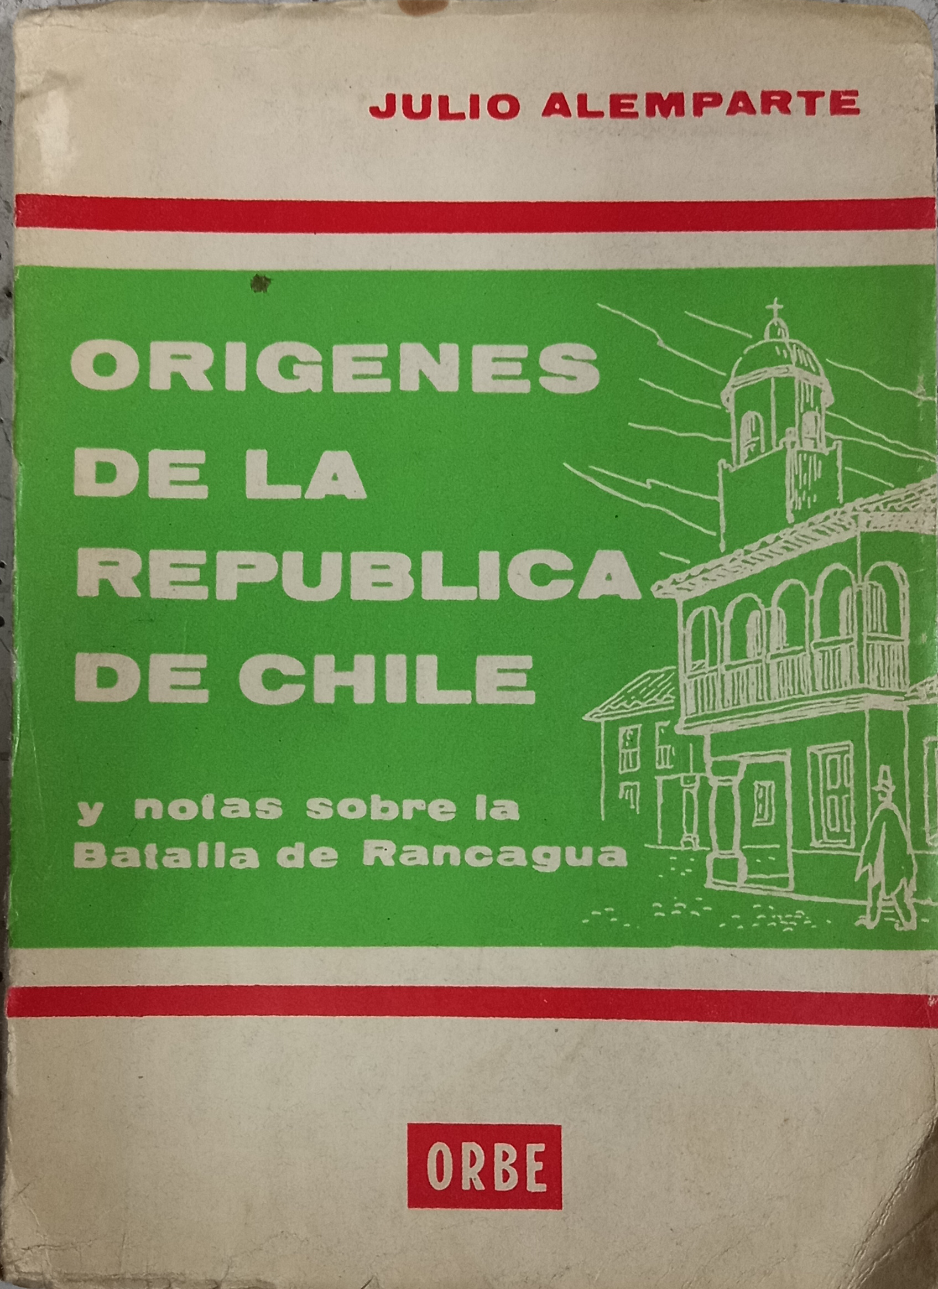 JULIO ALEMPARTE
ORIGENES
DE LA
REPUBLICA
DE CHILE
y notas sobre la
Batalla de Rancagua
ORBE